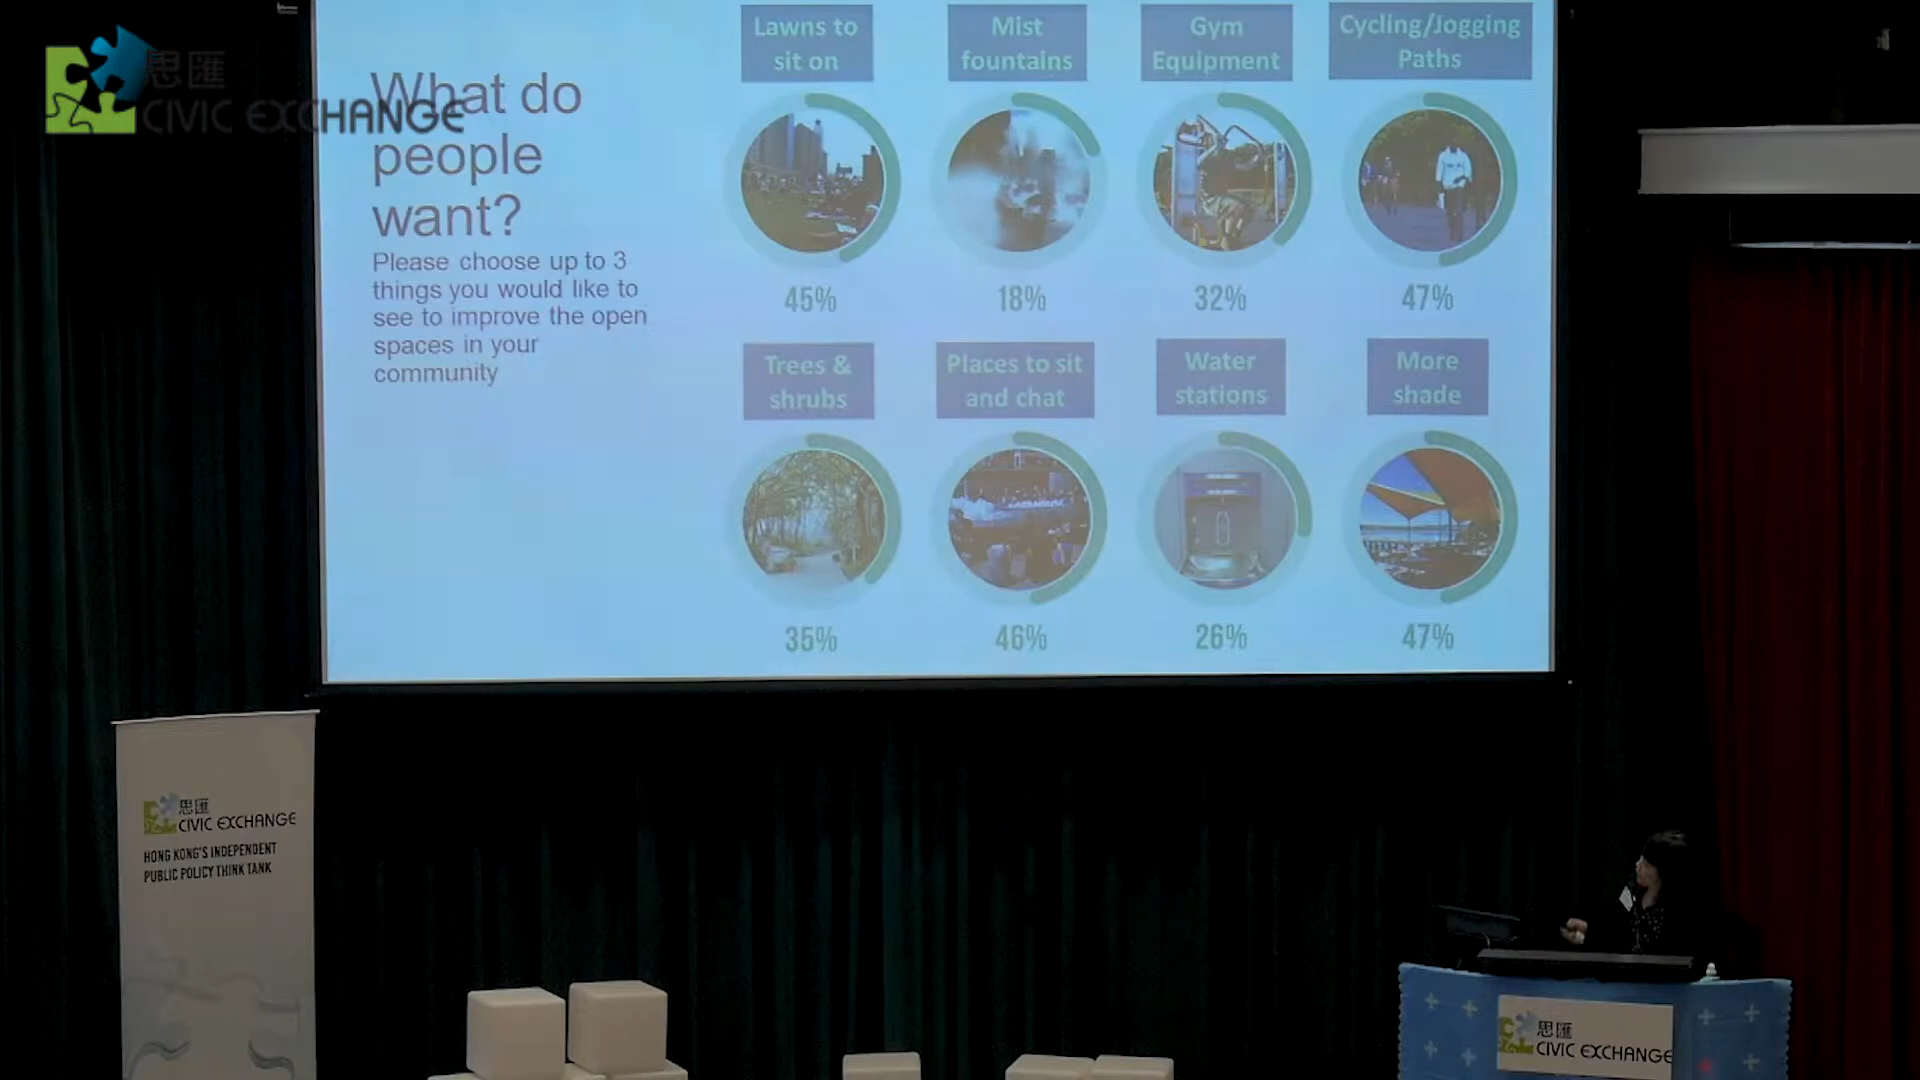 思匯
CIVIC EXCHANGE
What do
people
want?
Please choose up to 3
things you would like to
see to improve the open
spaces in your
community
Lawns to
sit on
45%
Mist
fountains
18%
Gym
Equipment
32%
Cycling/Jogging
Paths
47%
Trees &
shrubs
35%
Places to sit
and chat
46%
Water
stations
26%
More
shade
47%
思匯
CIVIC EXCHANGE
HONG KONG'S INDEPENDENT
PUBLIC POLICY THINK TANK
思匯
CIVIC EXCHANGE